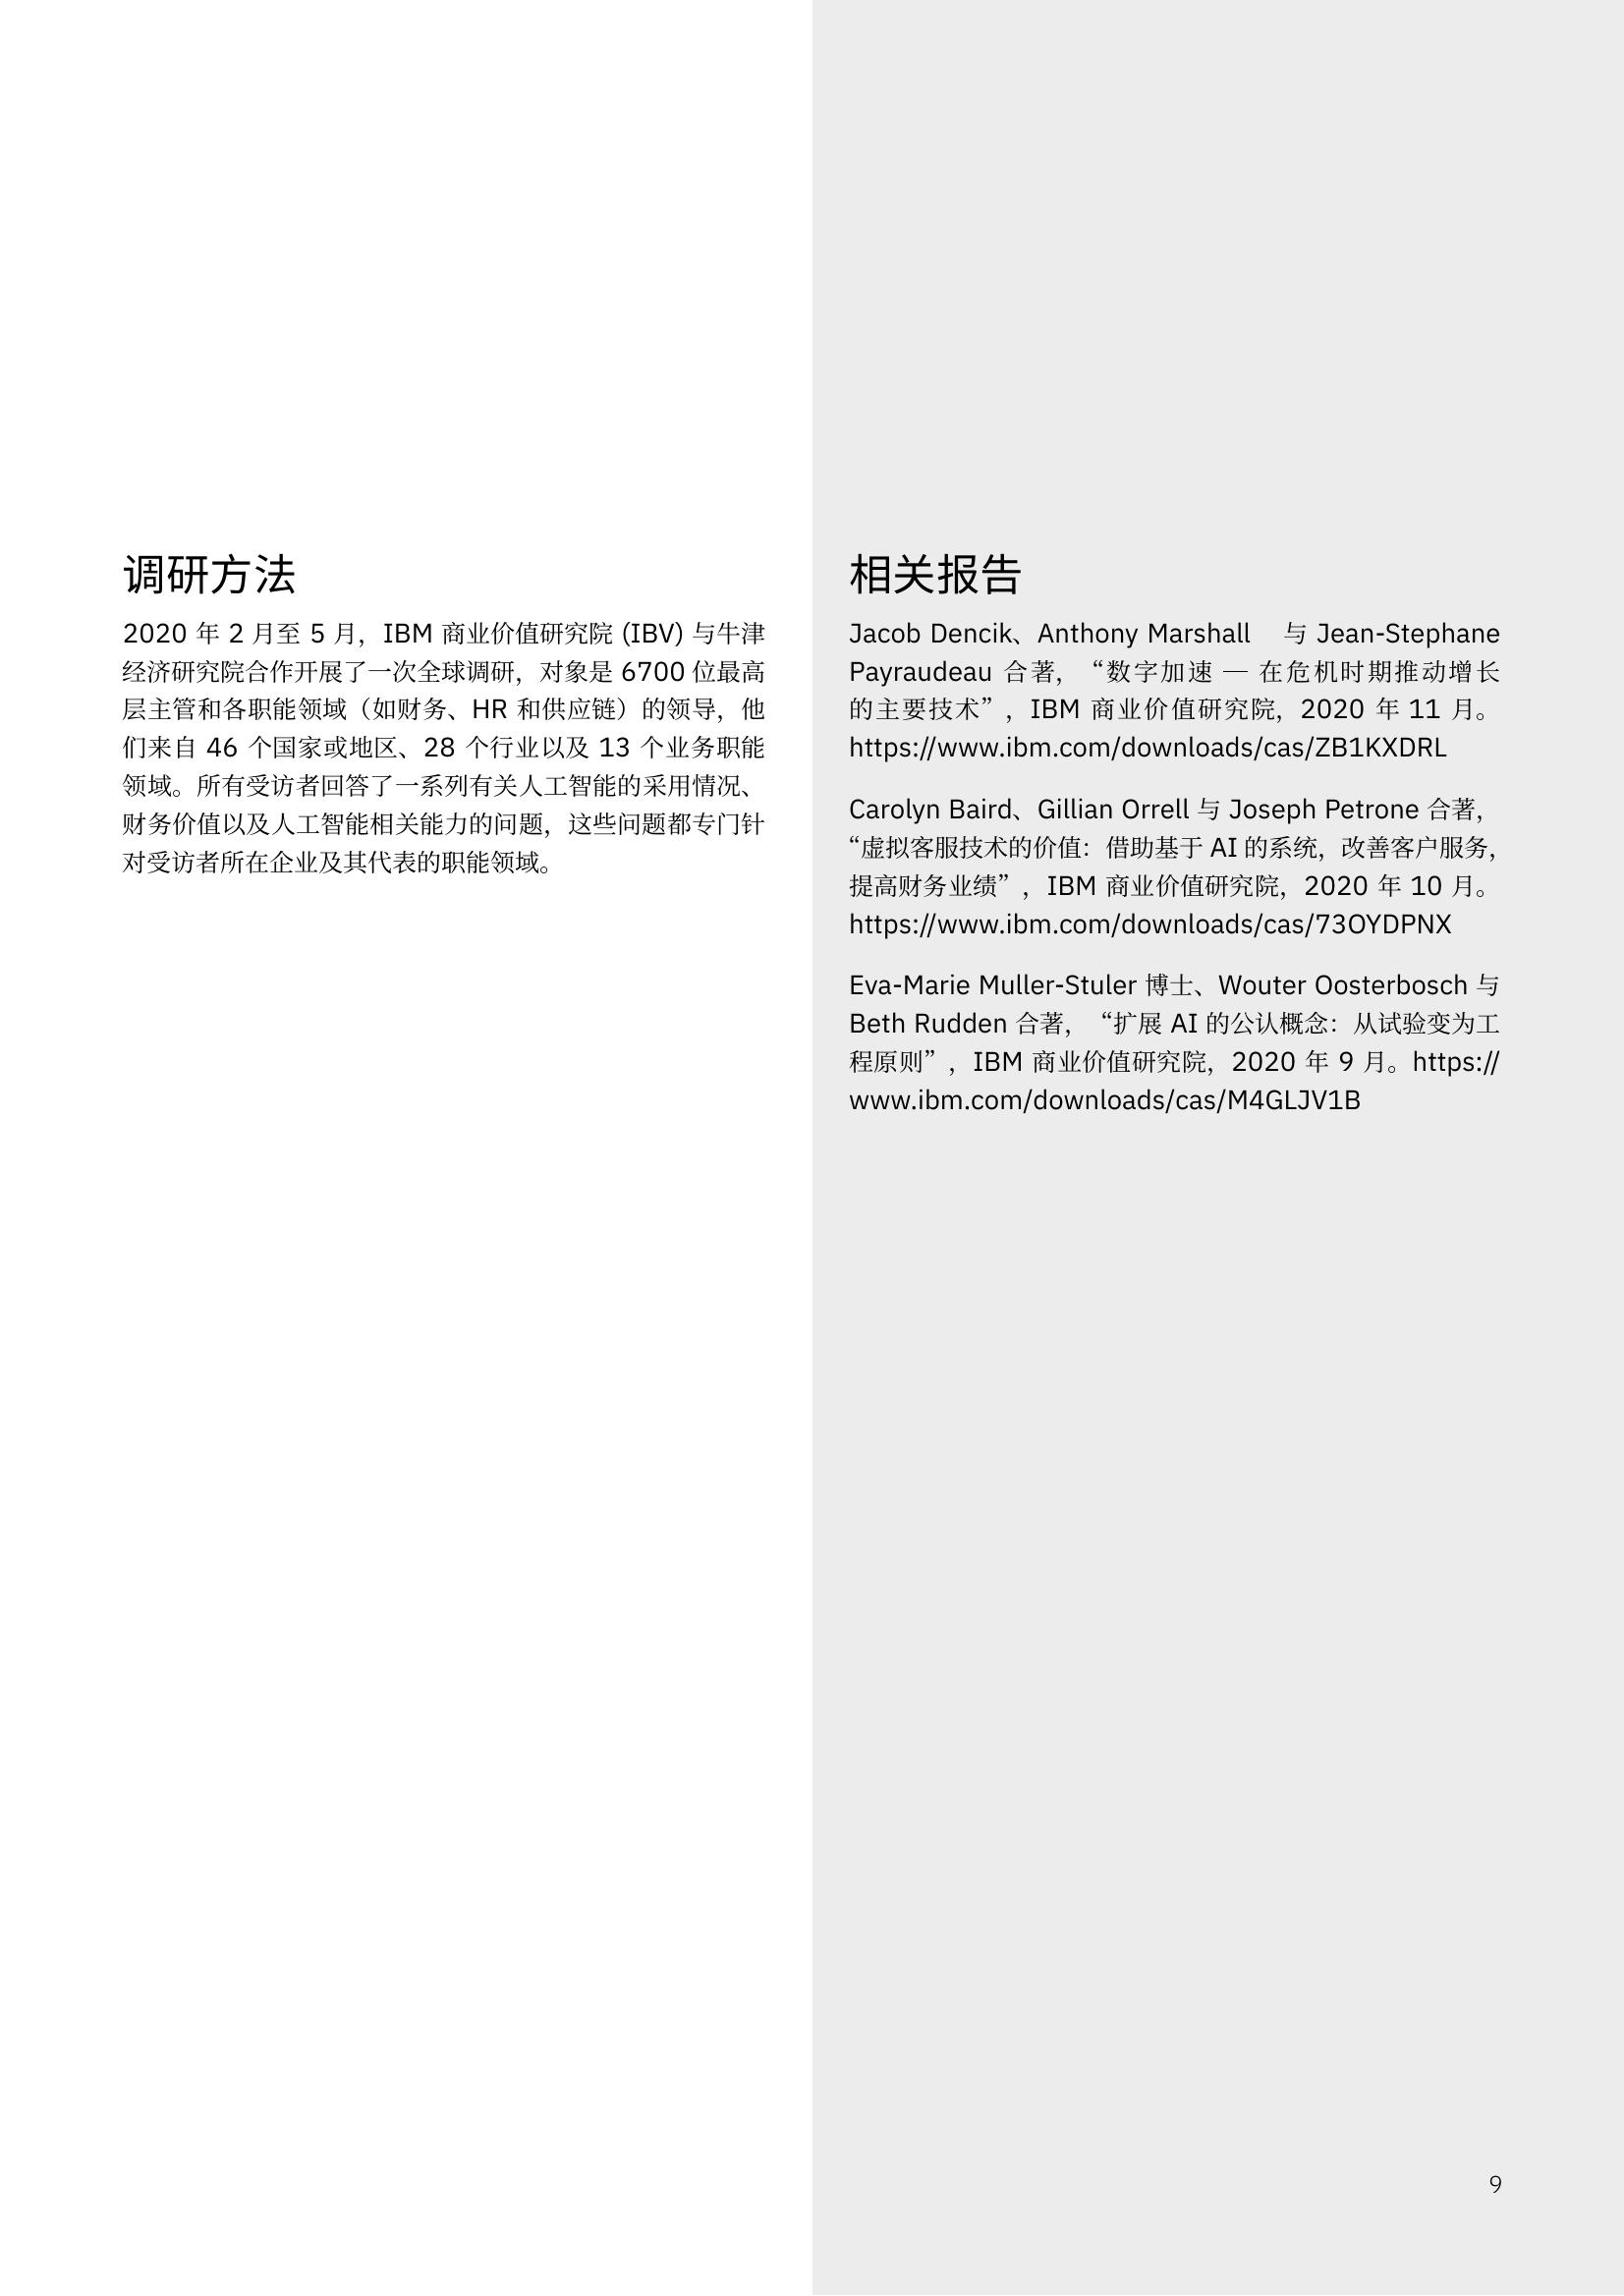 调研方法
2020 年 2 月至 5 月，IBM 商业价值研究院 (IBV) 与牛津
经济研究院合作开展了一次全球调研，对象是 6700 位最高
层主管和各职能领域（如财务、HR 和供应链）的领导，他
们来自 46 个国家或地区、28 个行业以及 13 个业务职能
领域。所有受访者回答了一系列有关人工智能的采用情况、
财务价值以及人工智能相关能力的问题，这些问题都专门针
对受访者所在企业及其代表的职能领域。
相关报告
Jacob Dencik、Anthony Marshall 与 Jean-Stephane
Payraudeau 合著，“数字加速 — 在危机时期推动增长
的主要技术”，IBM 商业价值研究院，2020 年 11 月。
https://www.ibm.com/downloads/cas/ZB1KXDRL
Carolyn Baird、Gillian Orrell 与 Joseph Petrone 合著，
“虚拟客服技术的价值：借助基于 AI 的系统，改善客户服务，
提高财务业绩”，IBM 商业价值研究院，2020 年 10 月。
https://www.ibm.com/downloads/cas/73OYDPNX
Eva-Marie Muller-Stuler 博士、Wouter Oosterbosch 与
Beth Rudden 合著，“扩展 AI 的公认概念：从试验变为工
程原则”，IBM 商业价值研究院，2020 年 9 月。https://
www.ibm.com/downloads/cas/M4GLJV1B
9